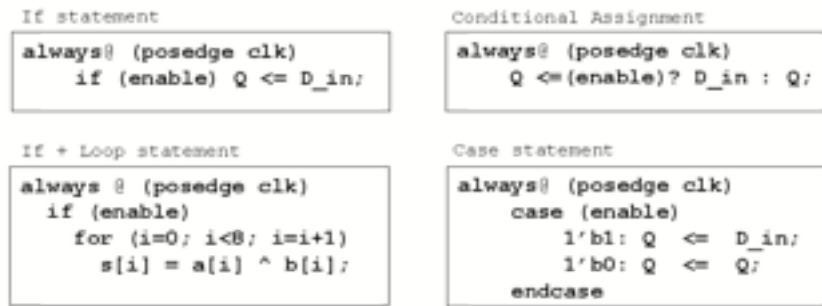 If statement
always@ (posedge clk)
if (enable) Q <= D_in;
Conditional Assignment
always@ (posedge clk)
Q <=(enable)? D_in : Q;
If + Loop statement
always @ (posedge clk)
if (enable)
for (i=0; i<8; i=i+1)
s[i] = a[i] ^ b[i];
Case statement
always@ (posedge clk)
case (enable)
1'b1: Q <= D_in;
1'b0: Q <= Q;
endcase